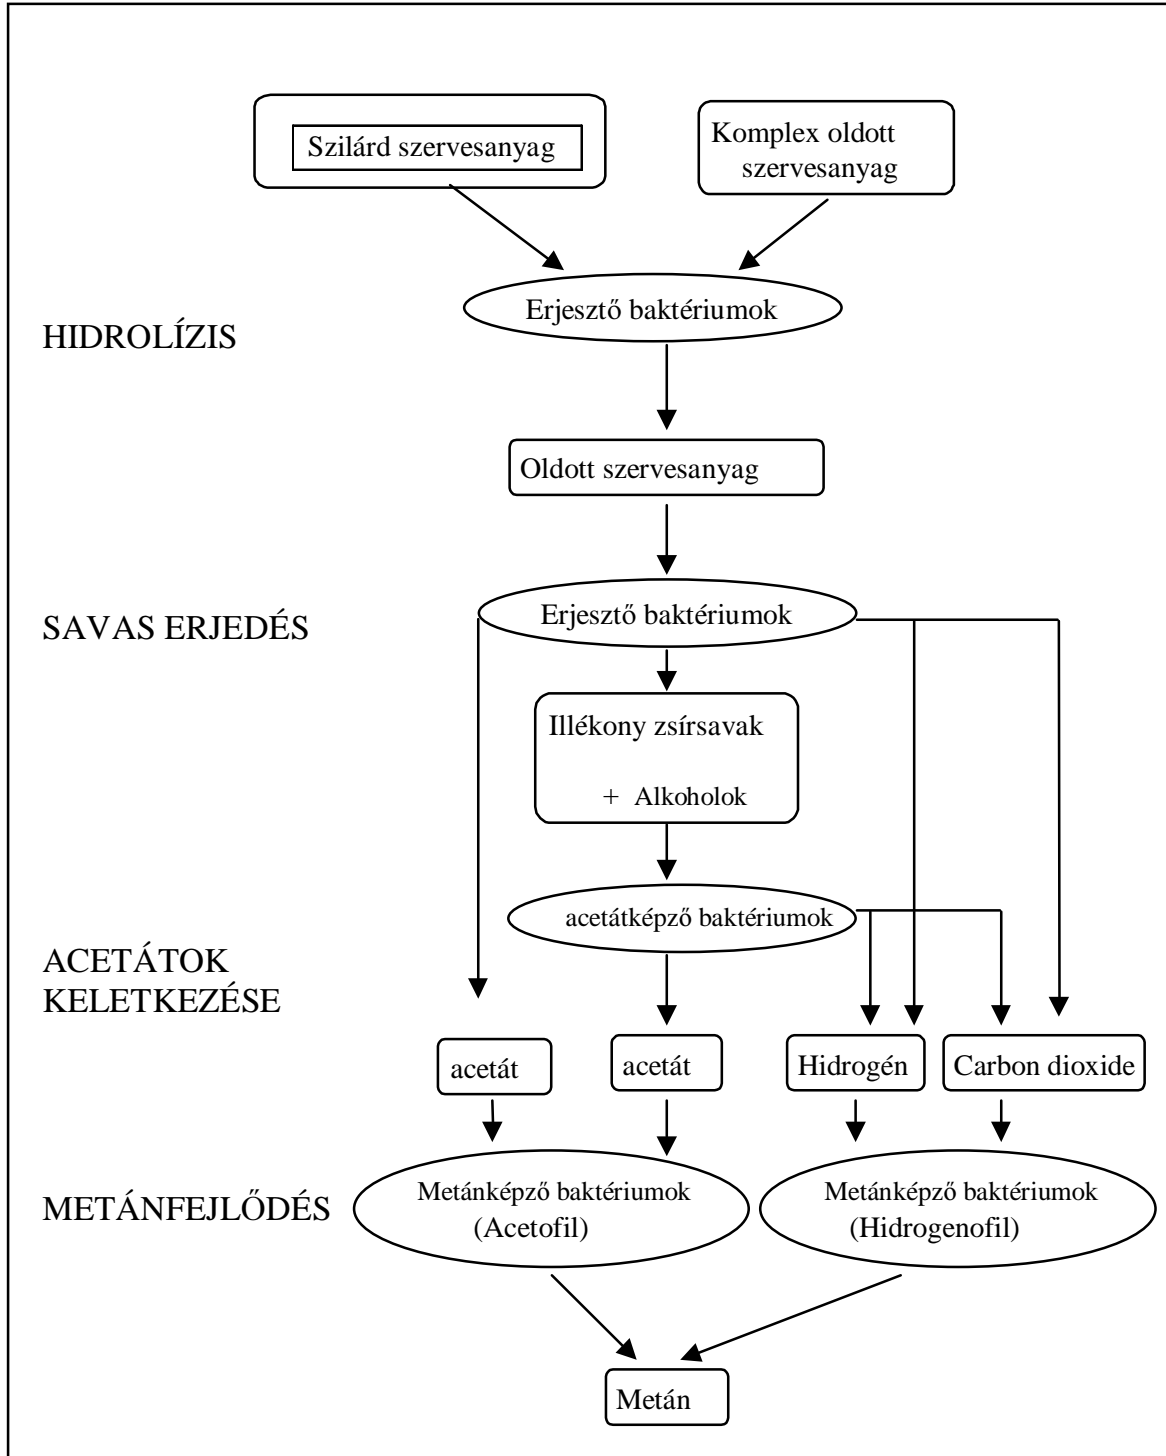 Szilárd szervesanyag
Komplex oldott
szervesanyag
Erjesztő baktériumok
HIDROLÍZIS
Oldott szervesanyag
SAVAS ERJEDÉS
Erjesztő baktériumok
Illékony zsírsavak
+ Alkoholok
acetátképző baktériumok
ACETÁTOK
KELETKEZÉSE
acetát
acetát
Hidrogén
Carbon dioxide
METÁNFEJLŐDÉS
Metánképző baktériumok
(Acetofil)
Metánképző baktériumok
(Hidrogenofil)
Metán